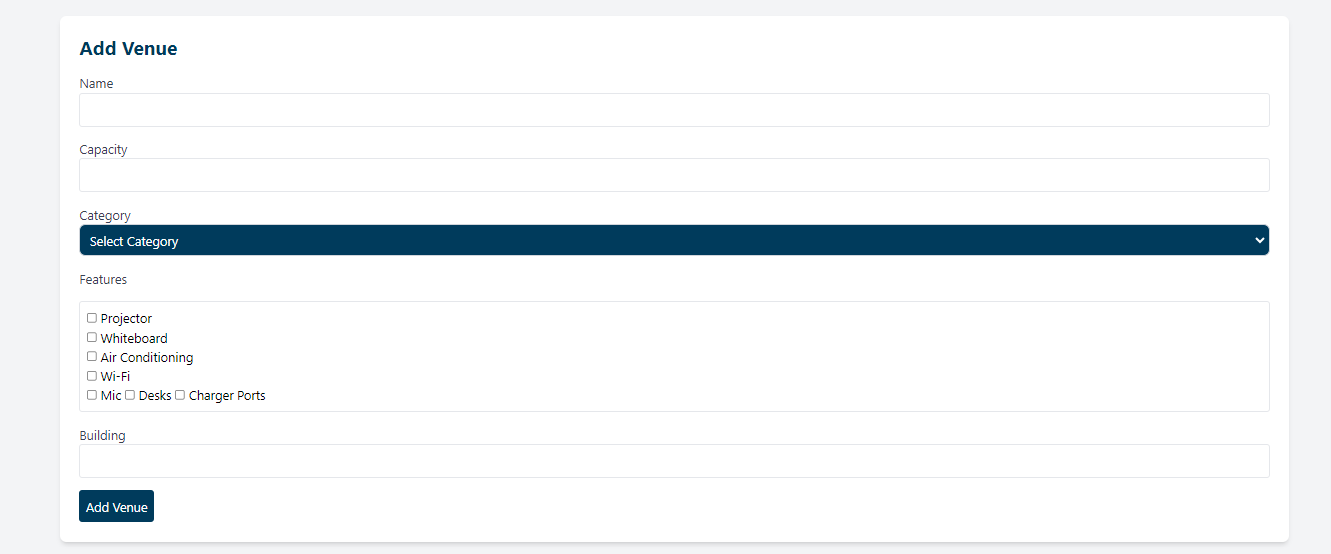 Add Venue
Name
Capacity
Category
Select Category
Features
Projector
Whiteboard
Air Conditioning
Wi-Fi
Mic Desks Charger Ports
Building
Add Venue